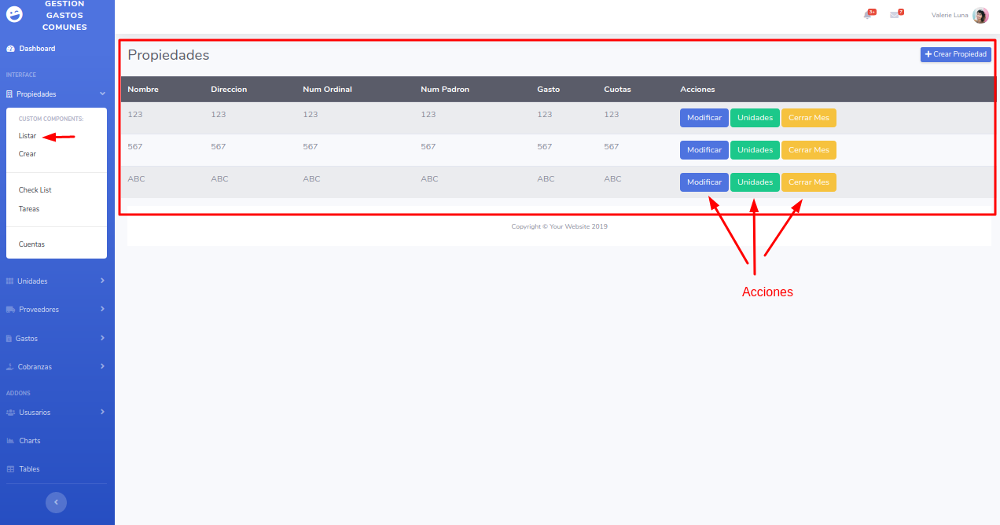 GESTION
GASTOS
COMUNES
Dashboard
INTERFACE
Propiedades
CUSTOM COMPONENTS:
Listar
Crear
Check List
Tareas
Cuentas
Unidades
Proveedores
Gastos
Cobranzas
ADDONS
Ususarios
Charts
Tables
3+
7
Valerie Luna
Propiedades
Crear Propiedad
Nombre Direccion Num Ordinal Num Padron Gasto Cuotas Acciones
123 123 123 123 123 123 Modificar Unidades Cerrar Mes
567 567 567 567 567 567 Modificar Unidades Cerrar Mes
ABC ABC ABC ABC ABC ABC Modificar Unidades Cerrar Mes
Copyright © Your Website 2019
Acciones